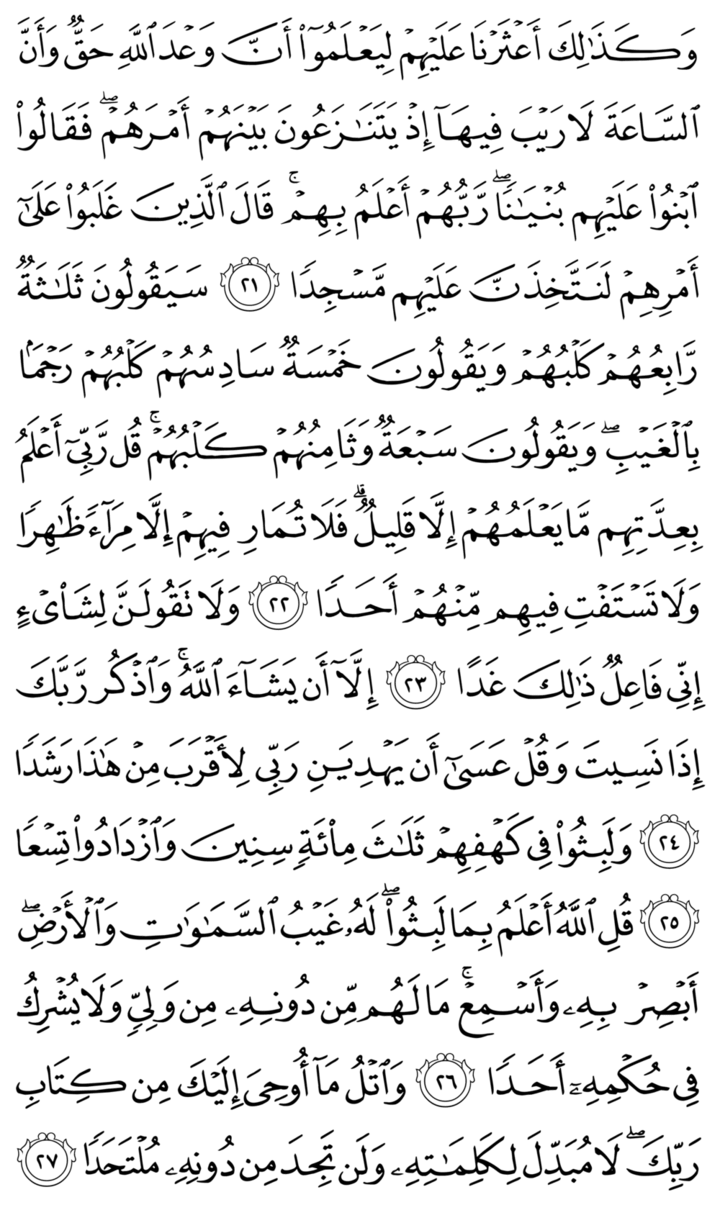 وَكَذَٰلِكَ أَعۡثَرۡنَا عَلَيۡهِمۡ لِيَعۡلَمُوٓاْ أَنَّ وَعۡدَ ٱللَّهِ حَقّٞ وَأَنَّ
ٱلسَّاعَةَ لَا رَيۡبَ فِيهَآ إِذۡ يَتَنَٰزَعُونَ بَيۡنَهُمۡ أَمۡرَهُمۡۖ فَقَالُواْ
ٱبۡنُواْ عَلَيۡهِم بُنۡيَٰنٗاۖ رَّبُّهُمۡ أَعۡلَمُ بِهِمۡۚ قَالَ ٱلَّذِينَ غَلَبُواْ عَلَىٰٓ
أَمۡرِهِمۡ لَنَتَّخِذَنَّ عَلَيۡهِم مَّسۡجِدٗا ٢١ سَيَقُولُونَ ثَلَٰثَةٞ
رَّابِعُهُمۡ كَلۡبُهُمۡ وَيَقُولُونَ خَمۡسَةٞ سَادِسُهُمۡ كَلۡبُهُمۡ رَجۡمَۢا
بِٱلۡغَيۡبِۖ وَيَقُولُونَ سَبۡعَةٞ وَثَامِنُهُمۡ كَلۡبُهُمۡۚ قُل رَّبِّيٓ أَعۡلَمُ
بِعِدَّتِهِم مَّا يَعۡلَمُهُمۡ إِلَّا قَلِيلٞۗ فَلَا تُمَارِ فِيهِمۡ إِلَّا مِرَآءٗ ظَٰهِرٗا
وَلَا تَسۡتَفۡتِ فِيهِم مِّنۡهُمۡ أَحَدٗا ٢٢ وَلَا تَقُولَنَّ لِشَاْيۡءٍ
إِنِّي فَاعِلٞ ذَٰلِكَ غَدًا ٢٣ إِلَّآ أَن يَشَآءَ ٱللَّهُۚ وَٱذۡكُر رَّبَّكَ
إِذَا نَسِيتَ وَقُلۡ عَسَىٰٓ أَن يَهۡدِيَنِ رَبِّي لِأَقۡرَبَ مِنۡ هَٰذَا رَشَدٗا
٢٤ وَلَبِثُواْ فِي كَهۡفِهِمۡ ثَلَٰثَ مِاْئَةٖ سِنِينَ وَٱزۡدَادُواْ تِسۡعٗا
٢٥ قُلِ ٱللَّهُ أَعۡلَمُ بِمَا لَبِثُواْۖ لَهُۥ غَيۡبُ ٱلسَّمَٰوَٰتِ وَٱلۡأَرۡضِۖ
أَبۡصِرۡ بِهِۦ وَأَسۡمِعۡۚ مَا لَهُم مِّن دُونِهِۦ مِن وَلِيّٖ وَلَا يُشۡرِكُ
فِي حُكۡمِهِۦٓ أَحَدٗا ٢٦ وَٱتۡلُ مَآ أُوحِيَ إِلَيۡكَ مِن كِتَابِ
رَبِّكَۖ لَا مُبَدِّلَ لِكَلِمَٰتِهِۦ وَلَن تَجِدَ مِن دُونِهِۦ مُلۡتَحَدٗا ٢٧